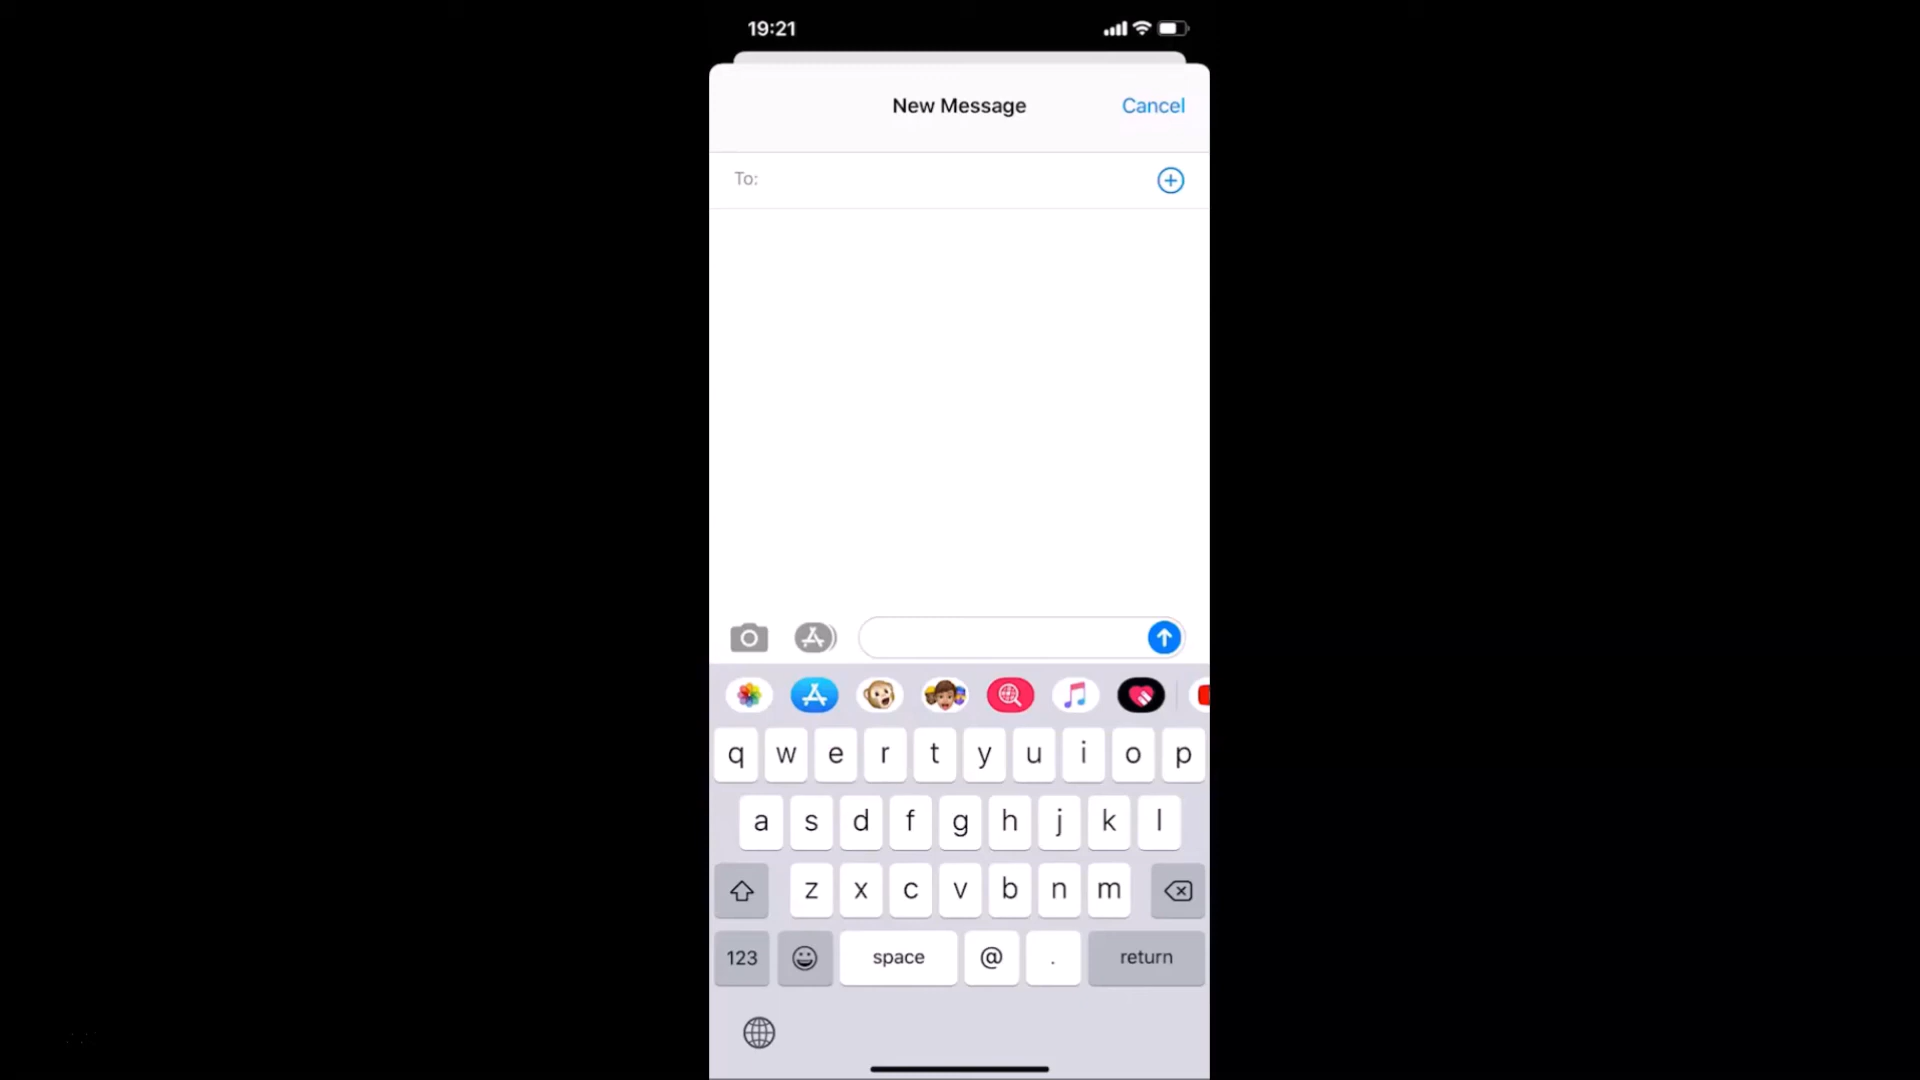 19:21
New Message Cancel
To:
q w e r t y u i o p
a s d f g h j k l
z x c v b n m
123 space @ . return